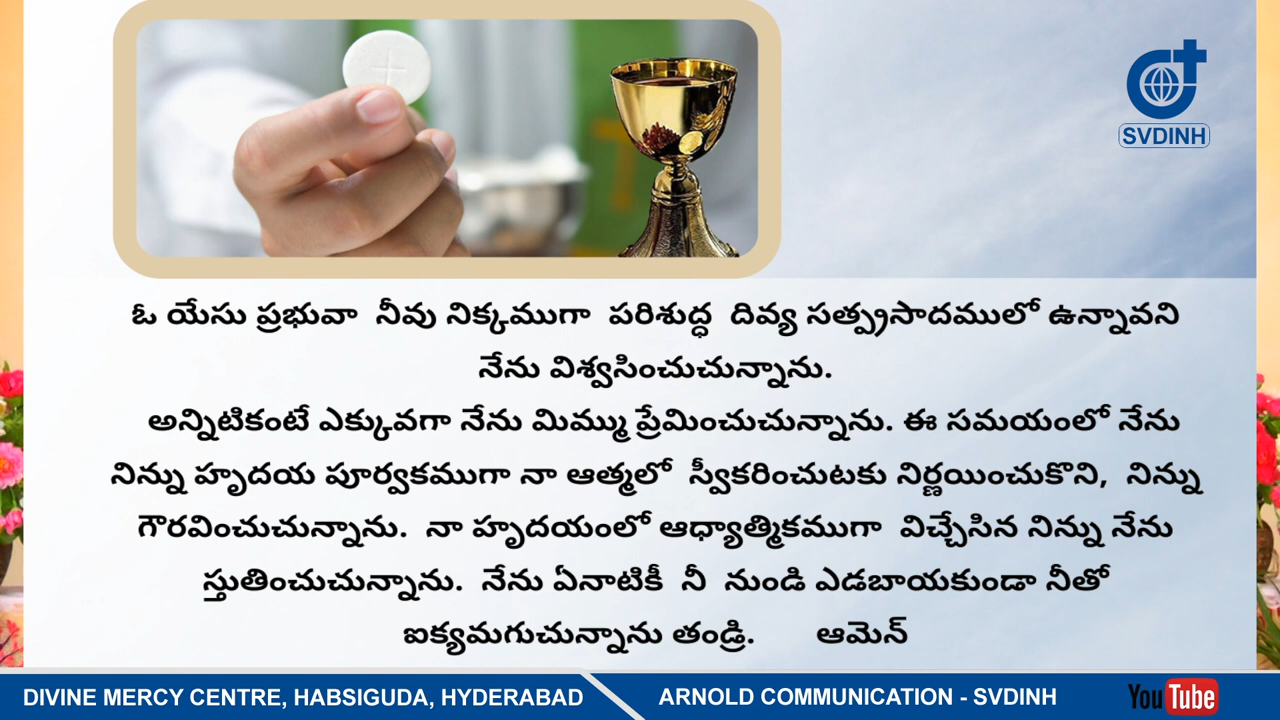 SVDINH
ఓ యేసు ప్రభువా నీవు నిక్కముగా పరిశుద్ధ దివ్య సత్ప్రసాదములో ఉన్నావని
నేను విశ్వసించుచున్నాను.
అన్నిటికంటే ఎక్కువగా నేను మిమ్ము ప్రేమించుచున్నాను. ఈ సమయంలో నేను
నిన్ను హృదయ పూర్వకముగా నా ఆత్మలో స్వీకరించుటకు నిర్ణయించుకొని, నిన్ను
గౌరవించుచున్నాను. నా హృదయంలో ఆధ్యాత్మికముగా విచ్చేసిన నిన్ను నేను
స్తుతించుచున్నాను. నేను ఏనాటికీ నీ నుండి ఎడబాయకుండా నీతో
ఐక్యమగుచున్నాను తండ్రి. ఆమెన్
DIVINE MERCY CENTRE, HABSIGUDA, HYDERABAD ARNOLD COMMUNICATION - SVDINH YouTube